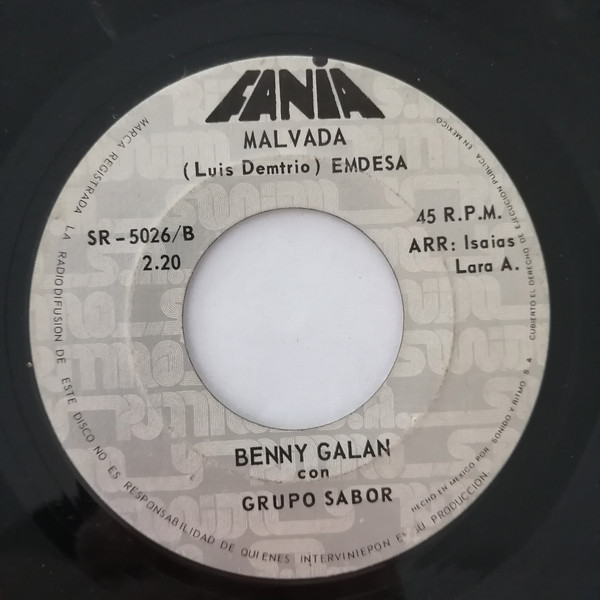 FANIA
MALVADA
(Luis Demtrio) EMDESA
SR-5026/B
2.20
45 R.P.M.
ARR: Isaias
Lara A.
BENNY GALAN
con
GRUPO SABOR
MARCA REGISTRADA LA RADIODIFUSION DE ESTE DISCO NO ES RESPONSABILIDAD DE QUIENES INTERVINIEPON EN SU PRODUCCION.
HECHO EN MEXICO POR SONIDO Y RITMO S A CUBIERTO EL DERECHO DE EJECUCION PUBLICA EN MEXICO